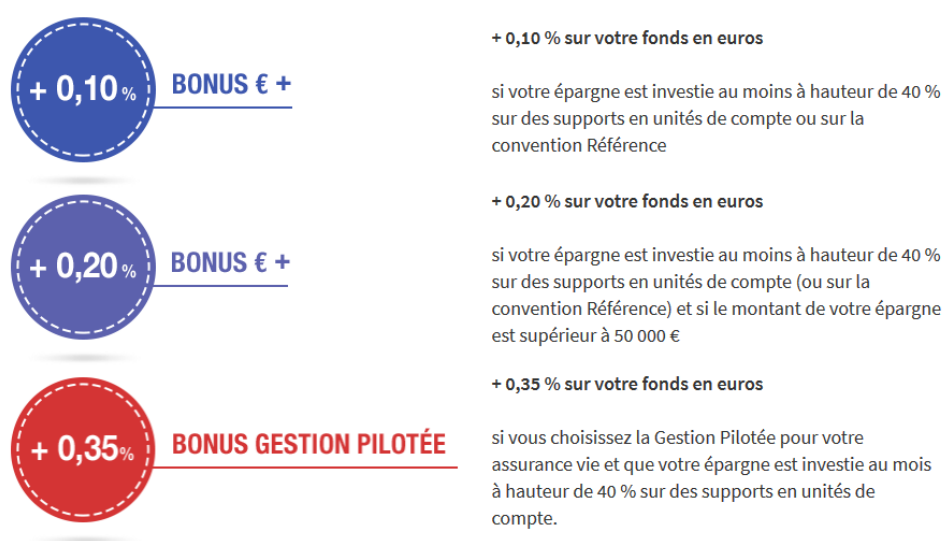 + 0,10 %
BONUS € +
+ 0,10 % sur votre fonds en euros
si votre épargne est investie au moins à hauteur de 40 %
sur des supports en unités de compte ou sur la
convention Référence
+ 0,20 %
BONUS € +
+ 0,20 % sur votre fonds en euros
si votre épargne est investie au moins à hauteur de 40 %
sur des supports en unités de compte (ou sur la
convention Référence) et si le montant de votre épargne
est supérieur à 50 000 €
+ 0,35%
BONUS GESTION PILOTÉE
+ 0,35 % sur votre fonds en euros
si vous choisissez la Gestion Pilotée pour votre
assurance vie et que votre épargne est investie au mois
à hauteur de 40 % sur des supports en unités de
compte.